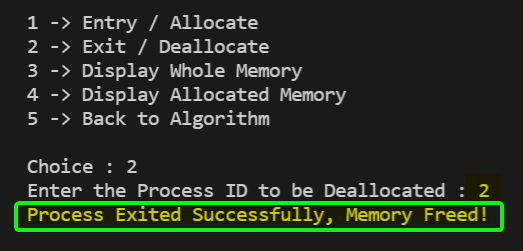 1 -> Entry / Allocate
2 -> Exit / Deallocate
3 -> Display Whole Memory
4 -> Display Allocated Memory
5 -> Back to Algorithm
Choice : 2
Enter the Process ID to be Deallocated : 2
Process Exited Successfully, Memory Freed!